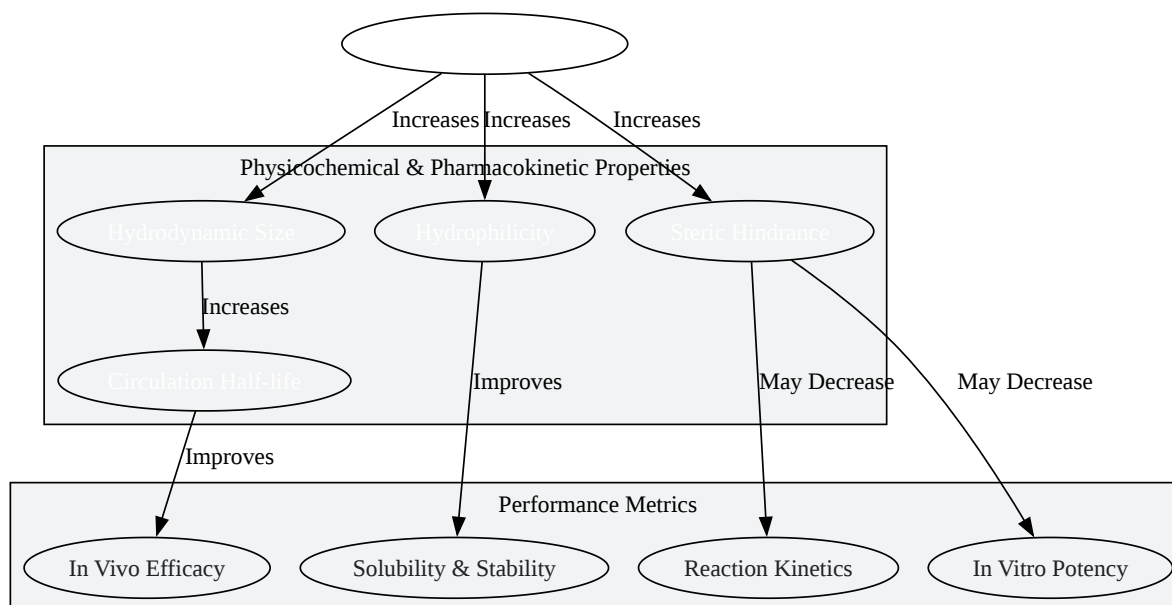 Increases
Increases
Increases
Physicochemical & Pharmacokinetic Properties
Hydrodynamic Size
Hydrophilicity
Steric Hindrance
Increases
Circulation Half-life
Improves
May Decrease
May Decrease
Improves
Performance Metrics
In Vivo Efficacy
Solubility & Stability
Reaction Kinetics
In Vitro Potency